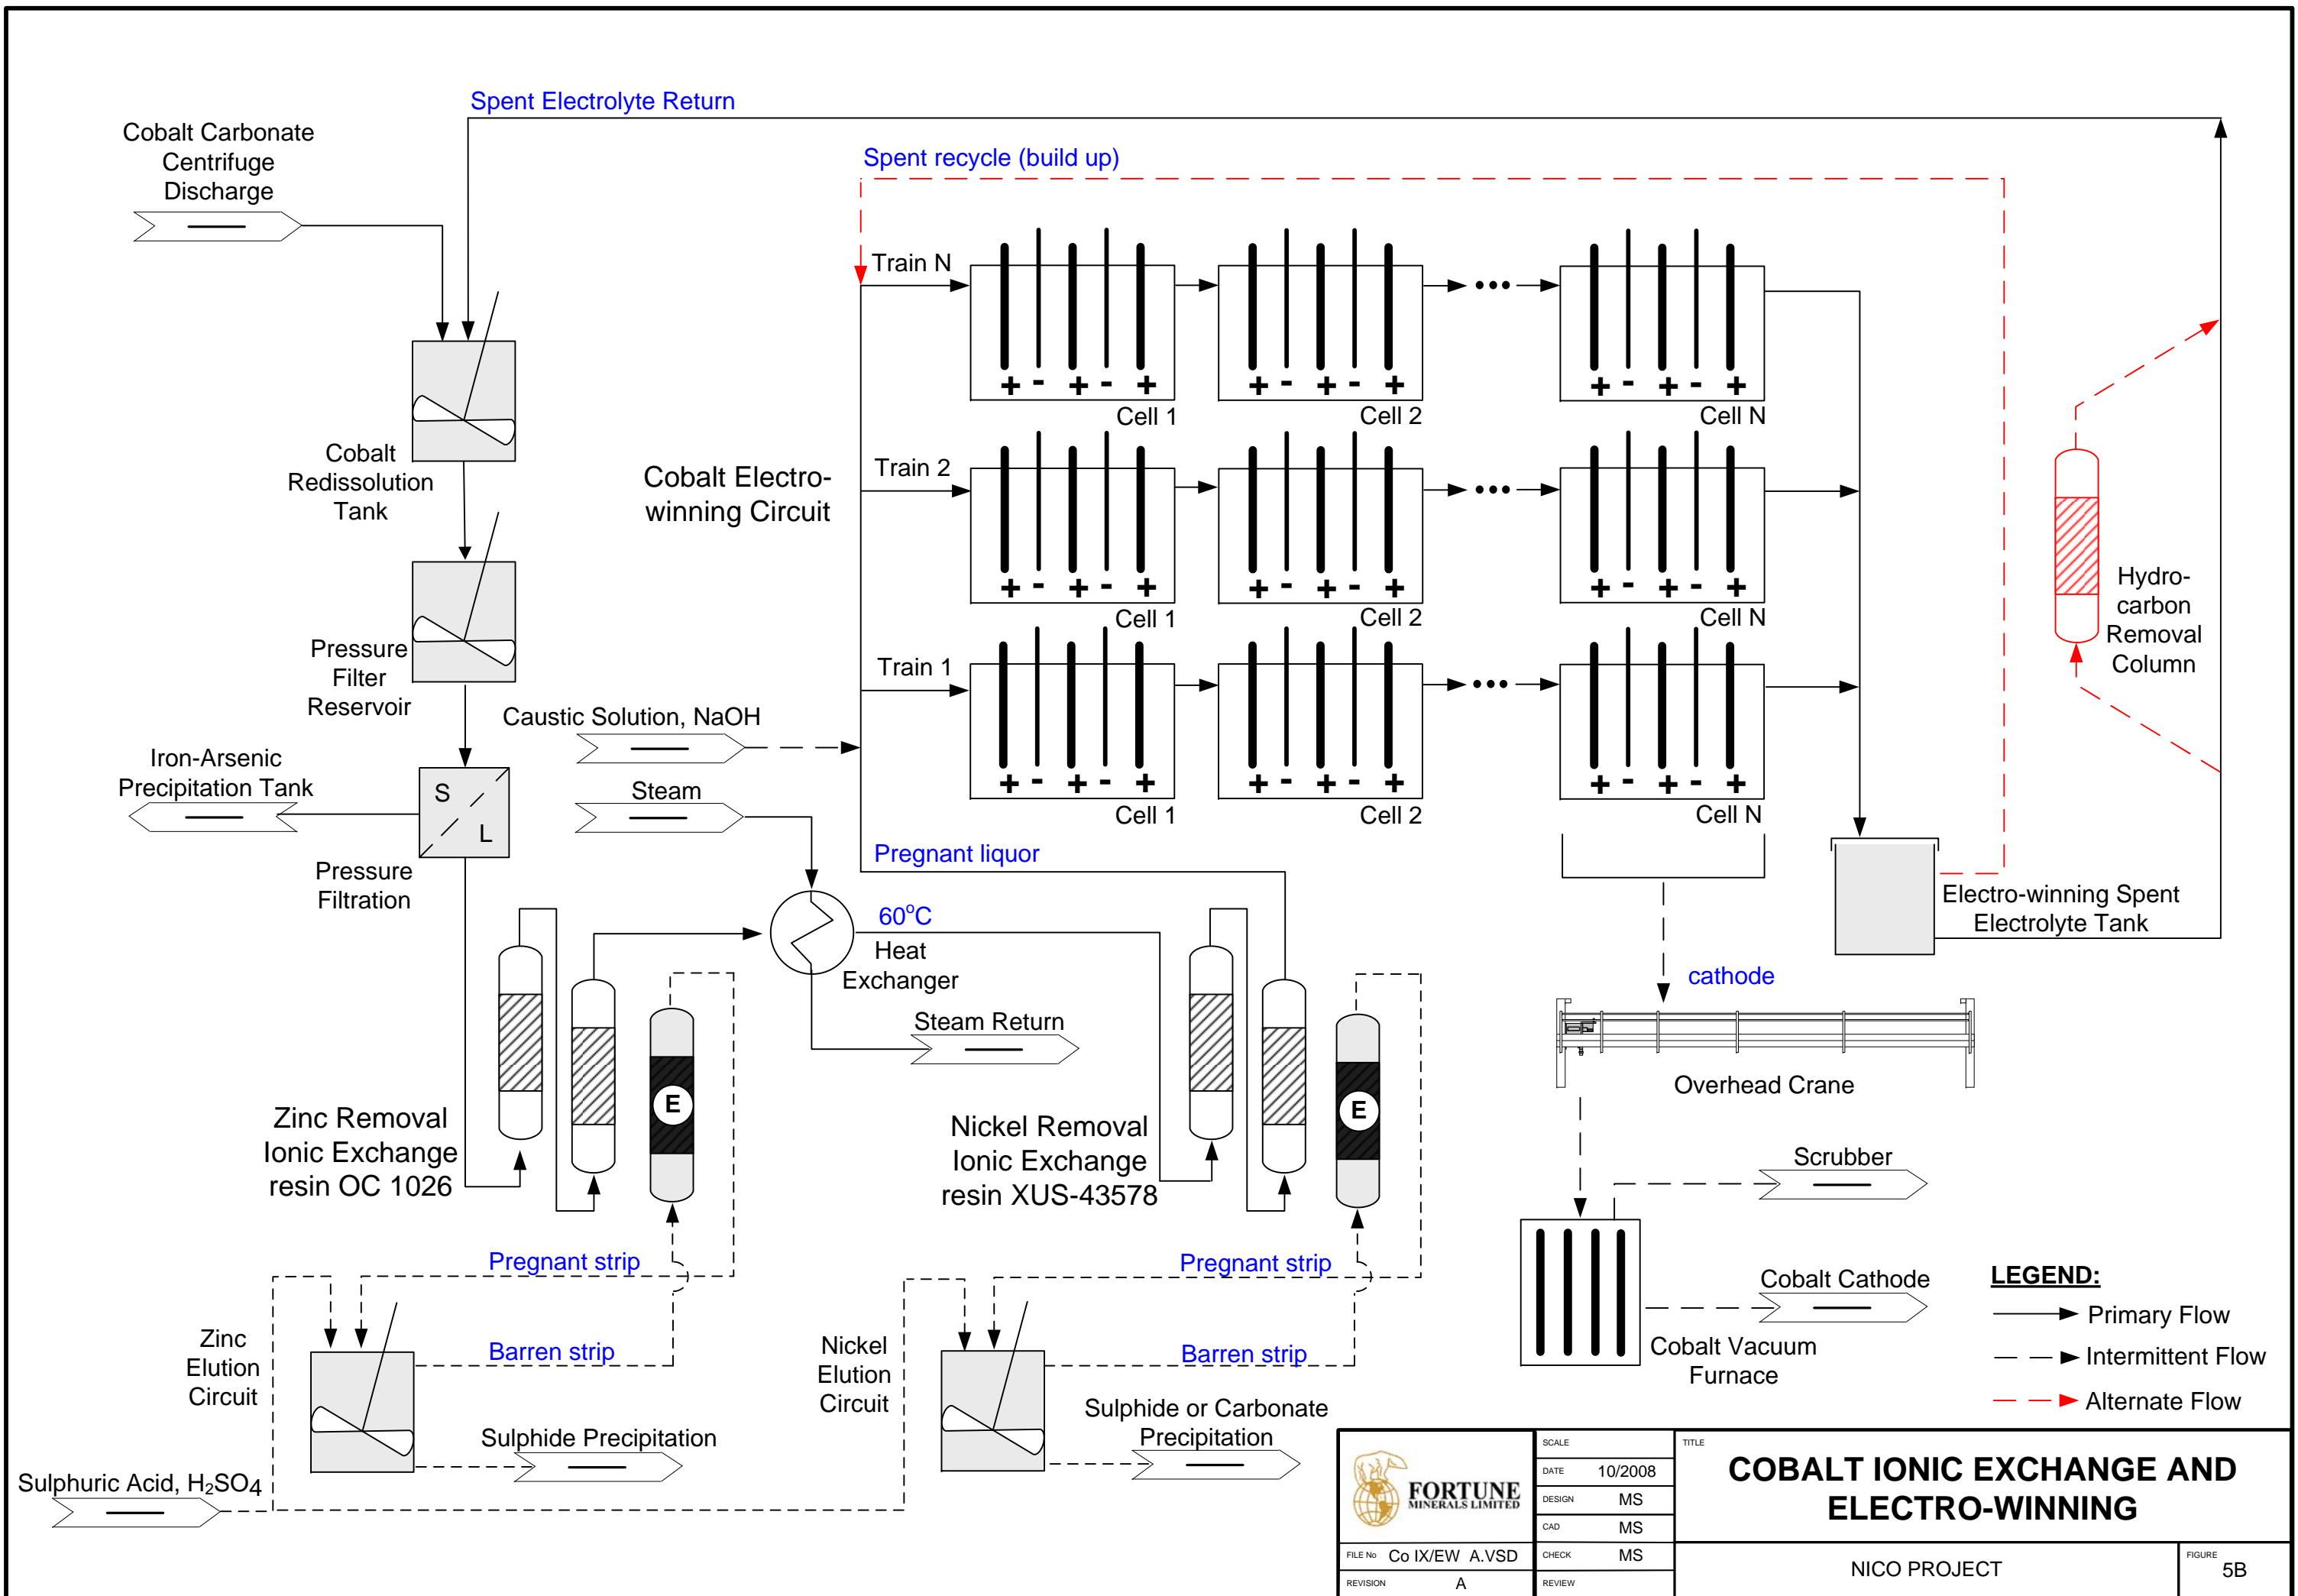 Spent Electrolyte Return
Cobalt Carbonate
Centrifuge
Discharge
Spent recycle (build up)
Train N
+ - + - +
+ - + - +
+ - + - +
Cell 1
Cell 2
Cell N
Cobalt
Redissolution
Tank
Cobalt Electro-
winning Circuit
Train 2
+ - + - +
+ - + - +
+ - + - +
Cell 1
Cell 2
Cell N
Hydro-
carbon
Removal
Column
Pressure
Filter
Reservoir
Train 1
+ - + - +
+ - + - +
+ - + - +
Cell 1
Cell 2
Cell N
Caustic Solution, NaOH
Iron-Arsenic
Precipitation Tank
Steam
S
L
Pressure
Filtration
Pregnant liquor
60°C
Heat
Exchanger
Steam Return
Electro-winning Spent
Electrolyte Tank
cathode
Overhead Crane
E
E
Zinc Removal
Ionic Exchange
resin OC 1026
Nickel Removal
Ionic Exchange
resin XUS-43578
Scrubber
Pregnant strip
Pregnant strip
Cobalt Cathode
Zinc
Elution
Circuit
Barren strip
Nickel
Elution
Circuit
Barren strip
Cobalt Vacuum
Furnace
LEGEND:
Primary Flow
Intermittent Flow
Alternate Flow
Sulphide Precipitation
Sulphide or Carbonate
Precipitation
Sulphuric Acid, H₂SO4
FORTUNE
MINERALS LIMITED
FILE No Co IX/EW A.VSD
REVISION A
SCALE
DATE 10/2008
DESIGN MS
CAD MS
CHECK MS
REVIEW
TITLE
COBALT IONIC EXCHANGE AND
ELECTRO-WINNING
NICO PROJECT
FIGURE 5B